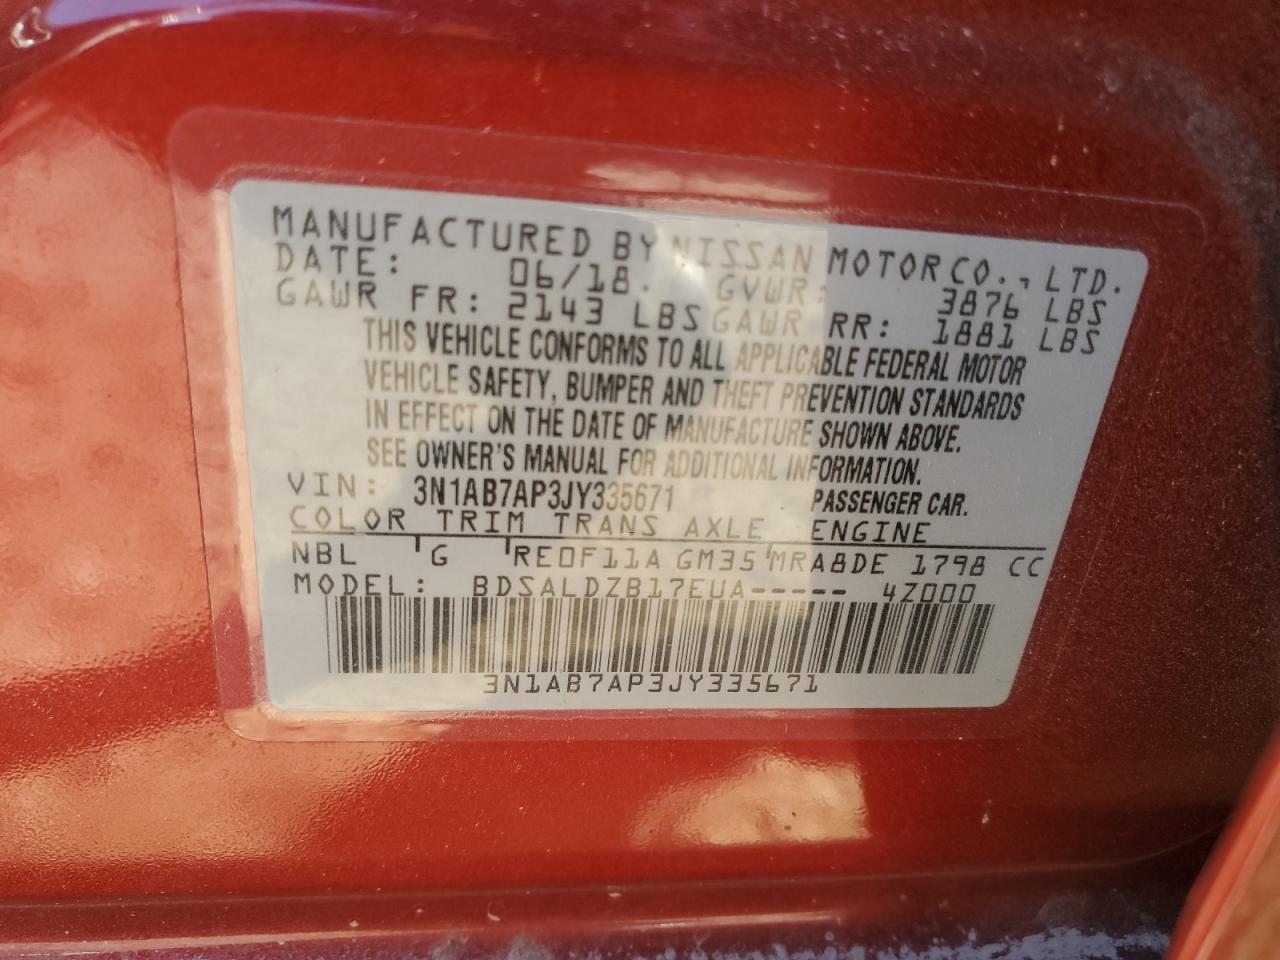 MANUFACTURED BY NISSAN MOTOR CO., LTD.
DATE: 06/18. GVWR: 3876 LBS
GAWR FR: 2143 LBS GAWR RR: 1881 LBS
THIS VEHICLE CONFORMS TO ALL APPLICABLE FEDERAL MOTOR
VEHICLE SAFETY, BUMPER AND THEFT PREVENTION STANDARDS
IN EFFECT ON THE DATE OF MANUFACTURE SHOWN ABOVE.
SEE OWNER'S MANUAL FOR ADDITIONAL INFORMATION.
VIN: 3N1AB7AP3JY335671 PASSENGER CAR.
COLOR TRIM TRANS AXLE ENGINE
NBL G RE0F11A GM35 MRA8DE 1798 CC
MODEL: BDSALDZB17EUA----- 4Z000
3N1AB7AP3JY335671